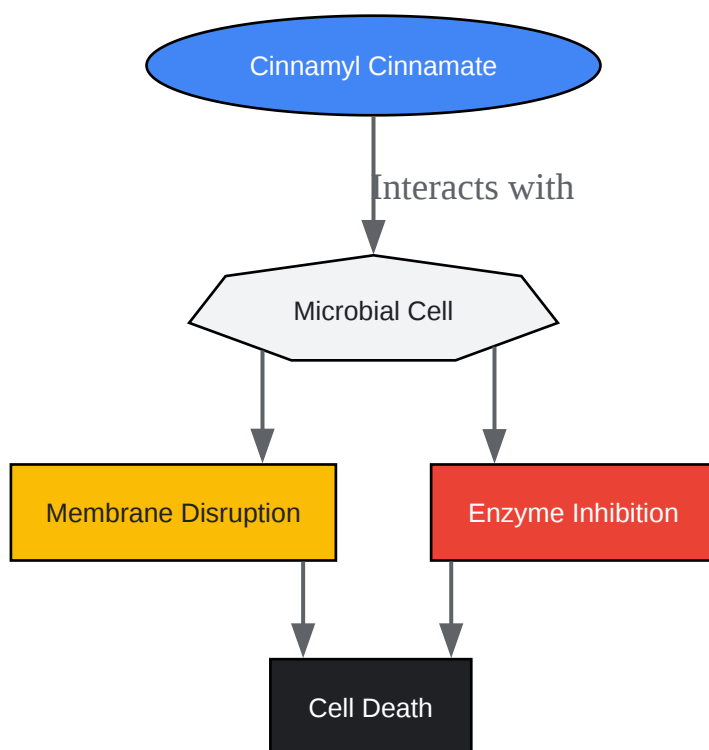 Cinnamyl Cinnamate
Interacts with
Microbial Cell
Membrane Disruption
Enzyme Inhibition
Cell Death